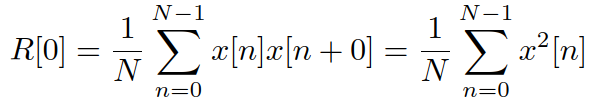 $R[0] = \frac{1}{N} \sum_{n=0}^{N-1} x[n]x[n+0] = \frac{1}{N} \sum_{n=0}^{N-1} x^2[n]$